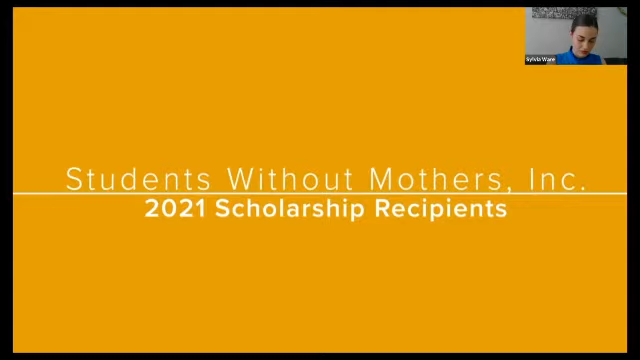 Sylvia Ware
Students Without Mothers, Inc.
2021 Scholarship Recipients